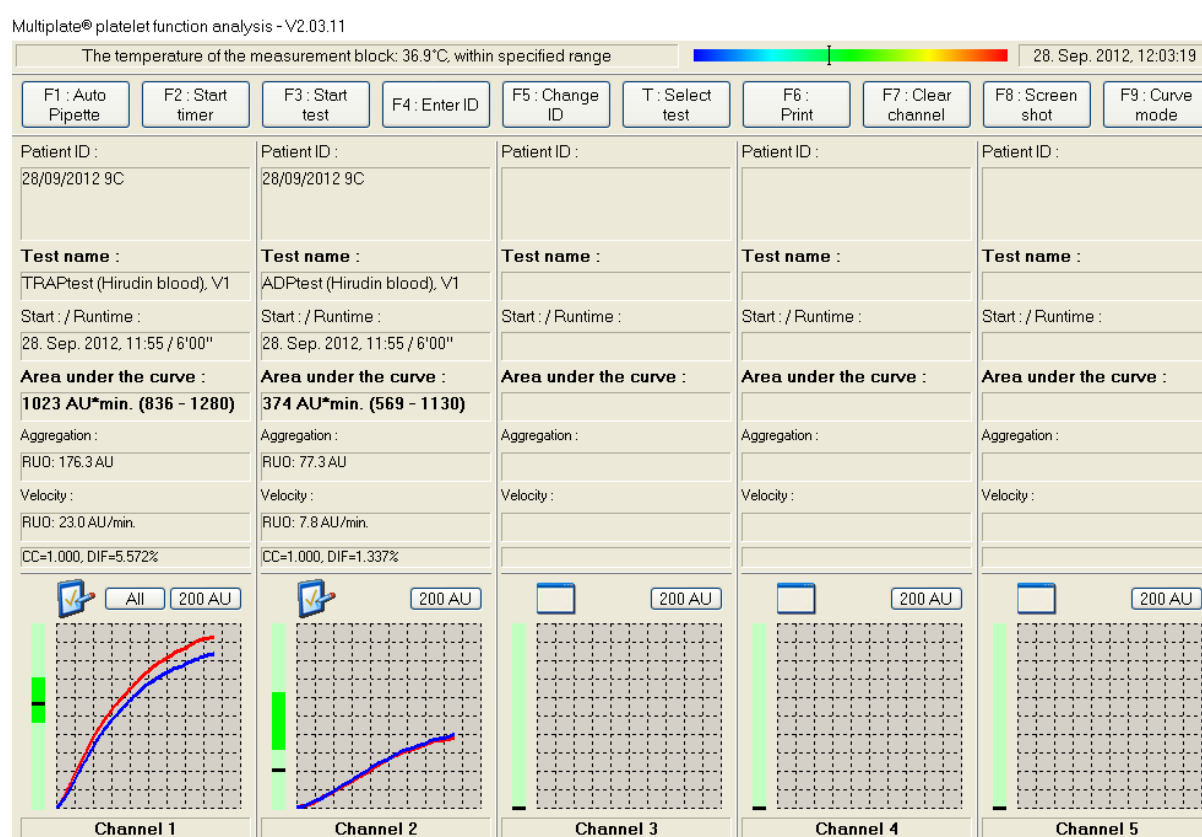 Multiplate® platelet function analysis - V2.03.11
The temperature of the measurement block: 36.9°C, within specified range
28. Sep. 2012, 12:03:19
F1 : Auto Pipette
F2 : Start timer
F3 : Start test
F4 : Enter ID
F5 : Change ID
T : Select test
F6 : Print
F7 : Clear channel
F8 : Screen shot
F9 : Curve mode
Patient ID :
28/09/2012 9C
Test name :
TRAPtest (Hirudin blood), V1
Start : / Runtime :
28. Sep. 2012, 11:55 / 6'00"
Area under the curve :
1023 AU*min. (836 - 1280)
Aggregation :
RUO: 176.3 AU
Velocity :
RUO: 23.0 AU/min.
CC=1.000, DIF=5.572%
All
200 AU
Channel 1
Patient ID :
28/09/2012 9C
Test name :
ADPtest (Hirudin blood), V1
Start : / Runtime :
28. Sep. 2012, 11:55 / 6'00"
Area under the curve :
374 AU*min. (569 - 1130)
Aggregation :
RUO: 77.3 AU
Velocity :
RUO: 7.8 AU/min.
CC=1.000, DIF=1.337%
200 AU
Channel 2
Patient ID :
Test name :
Start : / Runtime :
Area under the curve :
Aggregation :
Velocity :
200 AU
Channel 3
Patient ID :
Test name :
Start : / Runtime :
Area under the curve :
Aggregation :
Velocity :
200 AU
Channel 4
Patient ID :
Test name :
Start : / Runtime :
Area under the curve :
Aggregation :
Velocity :
200 AU
Channel 5